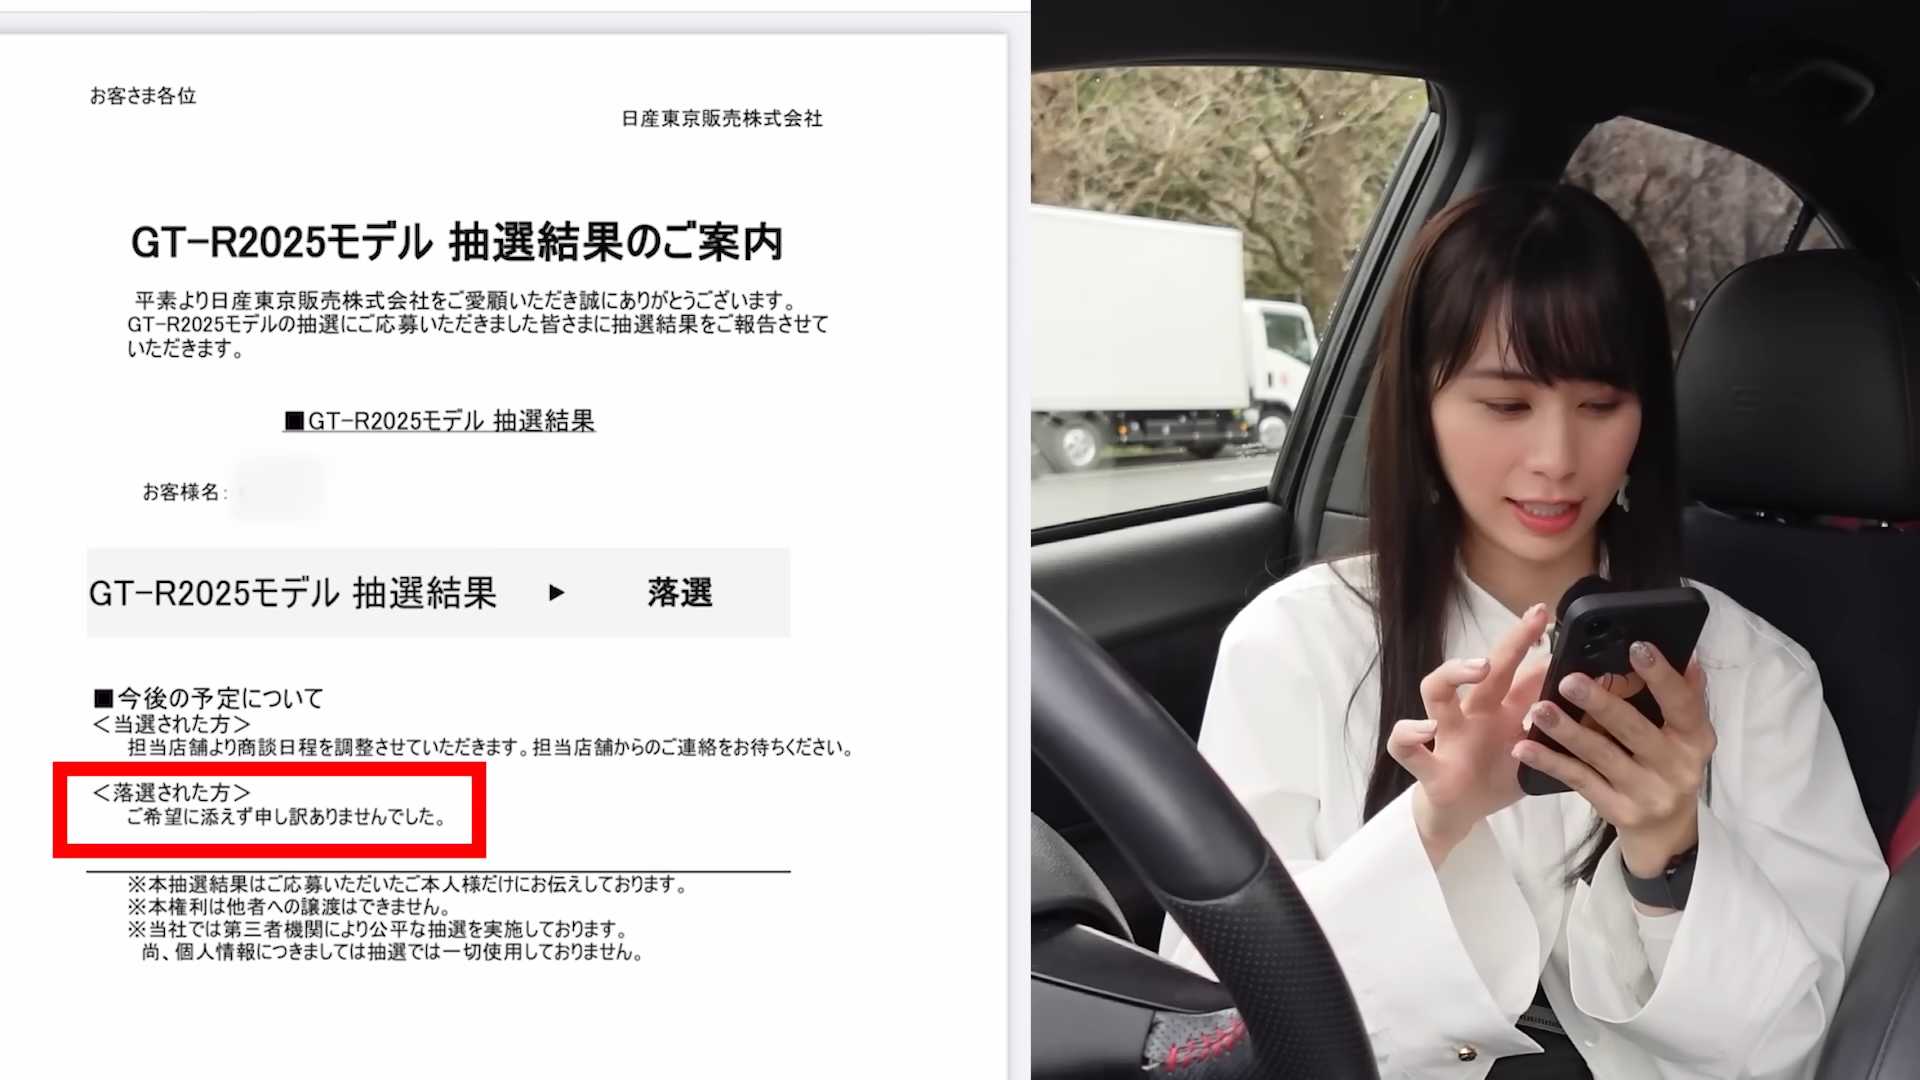 お客さま各位
日産東京販売株式会社
GT-R2025モデル 抽選結果のご案内
平素より日産東京販売株式会社をご愛顧いただき誠にありがとうございます。
GT-R2025モデルの抽選にご応募いただきました皆さまに抽選結果をご報告させて
いただきます。
■GT-R2025モデル 抽選結果
お客様名:
GT-R2025モデル 抽選結果 ▶ 落選
■今後の予定について
＜当選された方＞
担当店舗より商談日程を調整させていただきます。担当店舗からのご連絡をお待ちください。
＜落選された方＞
ご希望に添えず申し訳ありませんでした。
※本抽選結果はご応募いただいたご本人様だけにお伝えしております。
※本権利は他者への譲渡はできません。
※当社では第三者機関により公平な抽選を実施しております。
尚、個人情報につきましては抽選では一切使用しておりません。